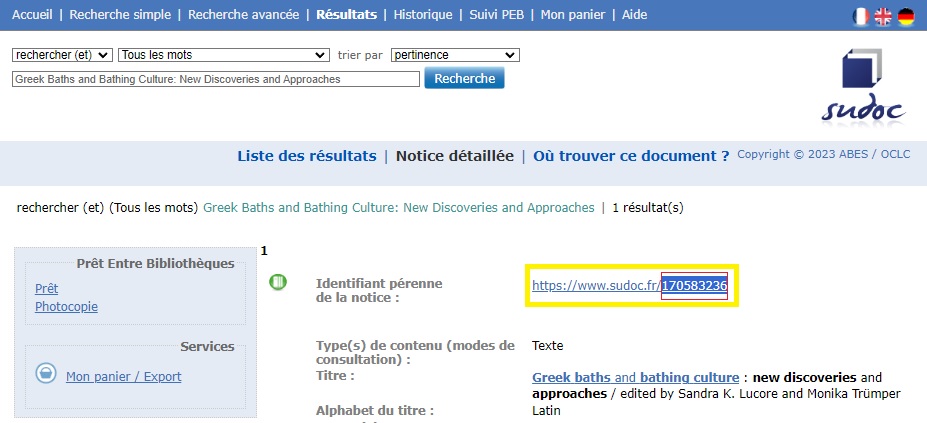 Accueil | Recherche simple | Recherche avancée | Résultats | Historique | Suivi PEB | Mon panier | Aide
rechercher (et) Tous les mots trier par pertinence
Greek Baths and Bathing Culture: New Discoveries and Approaches Recherche
sudoc
Liste des résultats | Notice détaillée | Où trouver ce document ? Copyright © 2023 ABES / OCLC
rechercher (et) (Tous les mots) Greek Baths and Bathing Culture: New Discoveries and Approaches | 1 résultat(s)
1
Prêt Entre Bibliothèques
Prêt
Photocopie
Services
Mon panier / Export
Identifiant pérenne
de la notice :
https://www.sudoc.fr/170583236
Type(s) de contenu (modes de
consultation) :
Texte
Titre :
Greek baths and bathing culture : new discoveries and
approaches / edited by Sandra K. Lucore and Monika Trümper
Alphabet du titre :
Latin